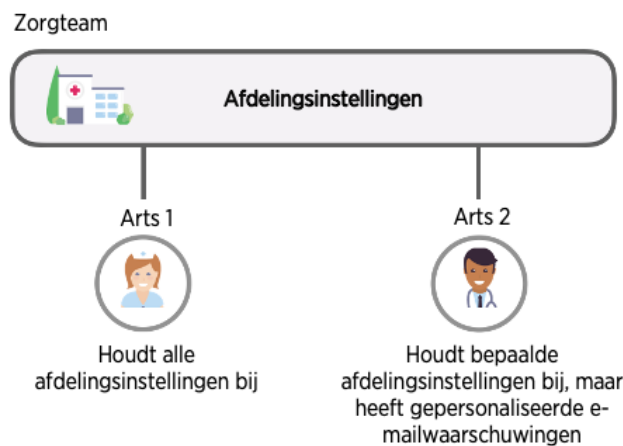 Zorgteam
Afdelingsinstellingen
Arts 1
Arts 2
Houdt alle
afdelingsinstellingen bij
Houdt bepaalde
afdelingsinstellingen bij, maar
heeft gepersonaliseerde e-
mailwaarschuwingen